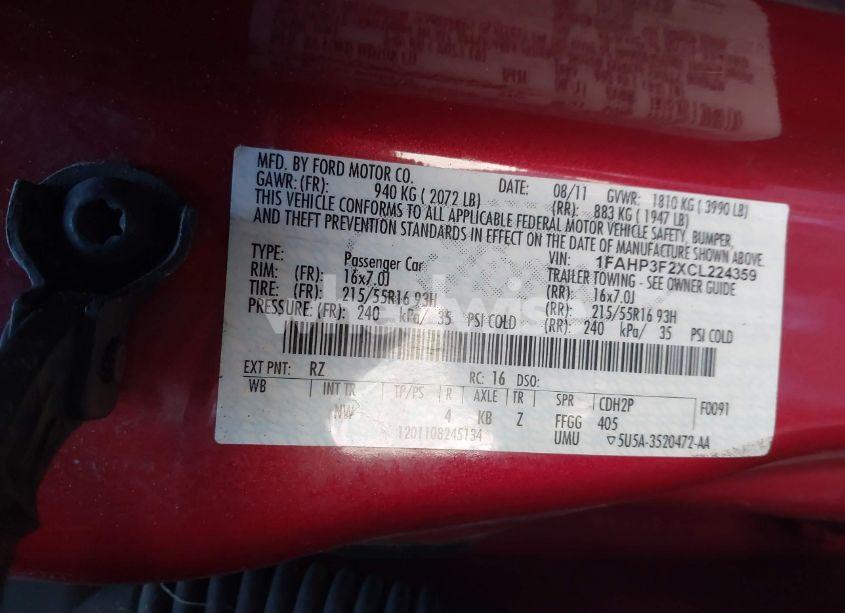 MFD. BY FORD MOTOR CO. DATE: 08/11 GVWR: 1810 KG ( 3990 LB)
GAWR: (FR): 940 KG ( 2072 LB) (RR): 883 KG ( 1947 LB)
THIS VEHICLE CONFORMS TO ALL APPLICABLE FEDERAL MOTOR VEHICLE SAFETY, BUMPER,
AND THEFT PREVENTION STANDARDS IN EFFECT ON THE DATE OF MANUFACTURE SHOWN ABOVE.
VIN: 1FAHP3F2XCL224359
TYPE: Passenger Car TRAILER TOWING - SEE OWNER GUIDE
RIM: (FR): 16x7.0J (RR): 16x7.0J
TIRE: (FR): 215/55R16 93H (RR): 215/55R16 93H
PRESSURE: (FR): 240 kPa/ 35 PSI COLD (RR): 240 kPa/ 35 PSI COLD
EXT PNT: RZ RC: 16 DSO:
WB INT TR TP/PS R AXLE TR SPR CDH2P F0091
NW 4 KB Z FFGG 405
1201108245134 UMU ▽5U5A-3520472-AA